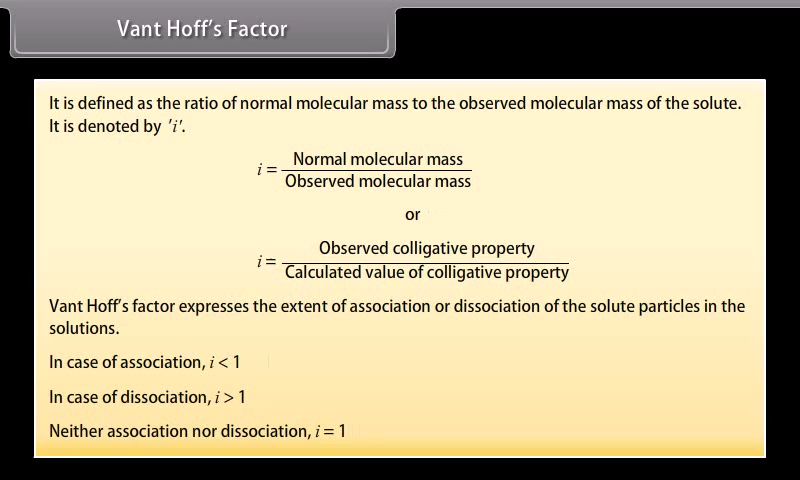 Vant Hoff's Factor
It is defined as the ratio of normal molecular mass to the observed molecular mass of the solute.
It is denoted by 'i'.
i = Normal molecular mass / Observed molecular mass
or
i = Observed colligative property / Calculated value of colligative property
Vant Hoff's factor expresses the extent of association or dissociation of the solute particles in the
solutions.
In case of association, i < 1
In case of dissociation, i > 1
Neither association nor dissociation, i = 1